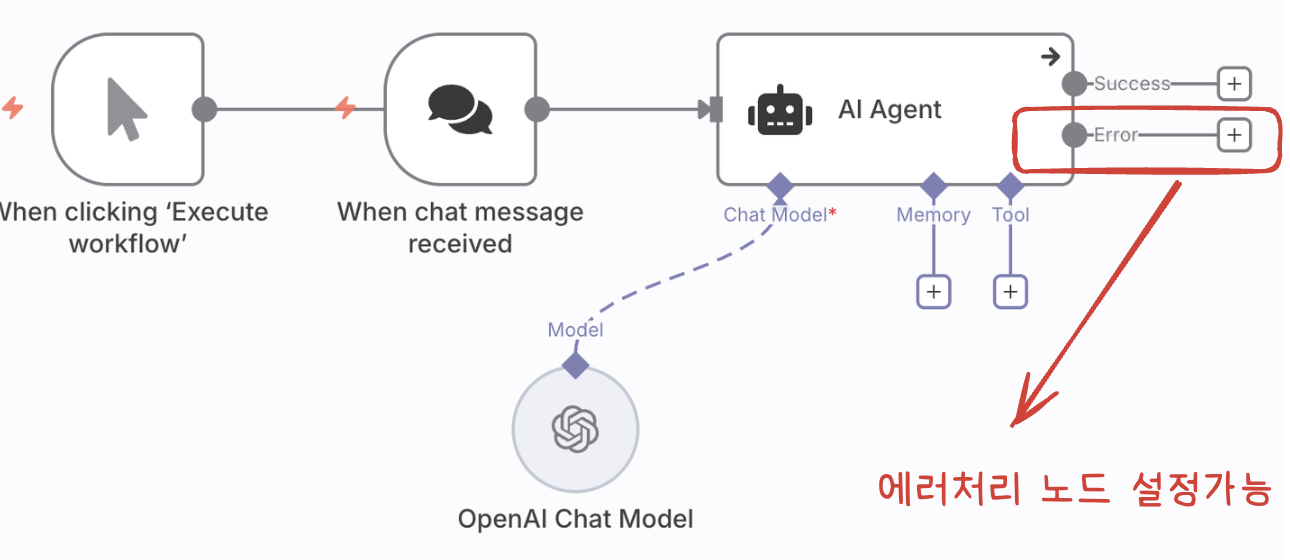 When clicking ‘Execute
workflow’
When chat message
received
AI Agent
Success
Error
Chat Model*
Memory
Tool
Model
OpenAI Chat Model
에러처리 노드 설정가능